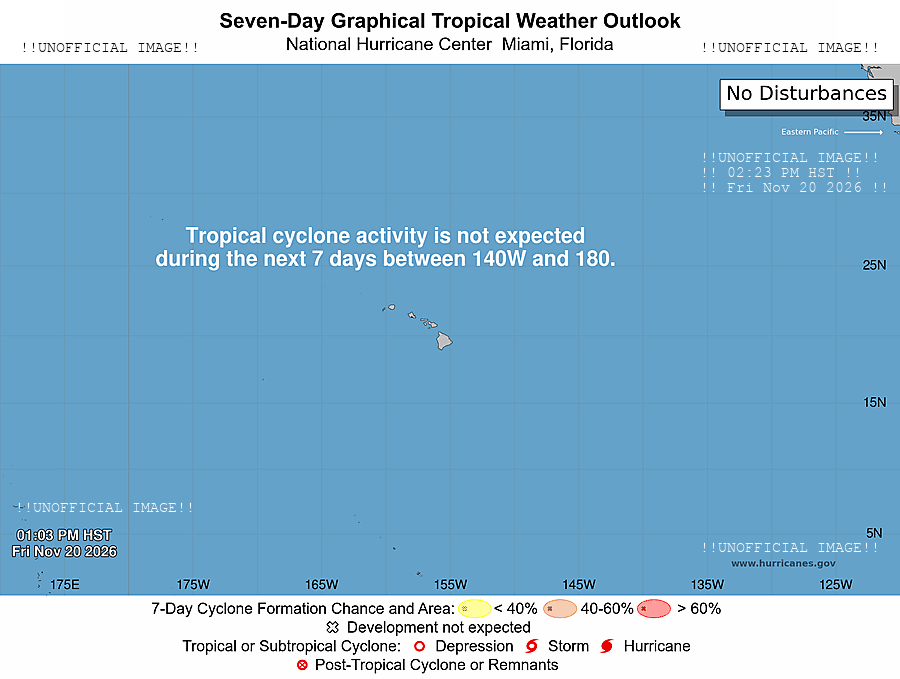 Seven-Day Graphical Tropical Weather Outlook
National Hurricane Center Miami, Florida
!!UNOFFICIAL IMAGE!!
!!UNOFFICIAL IMAGE!!
No Disturbances
35N
Eastern Pacific
!!UNOFFICIAL IMAGE!!
!! 02:23 PM HST !!
!! Fri Nov 20 2026 !!
Tropical cyclone activity is not expected
during the next 7 days between 140W and 180.
25N
15N
!!UNOFFICIAL IMAGE!!
01:03 PM HST
Fri Nov 20 2026
5N
!!UNOFFICIAL IMAGE!!
www.hurricanes.gov
175E 175W 165W 155W 145W 135W 125W
7-Day Cyclone Formation Chance and Area: < 40% 40-60% > 60%
Development not expected
Tropical or Subtropical Cyclone: Depression Storm Hurricane
Post-Tropical Cyclone or Remnants